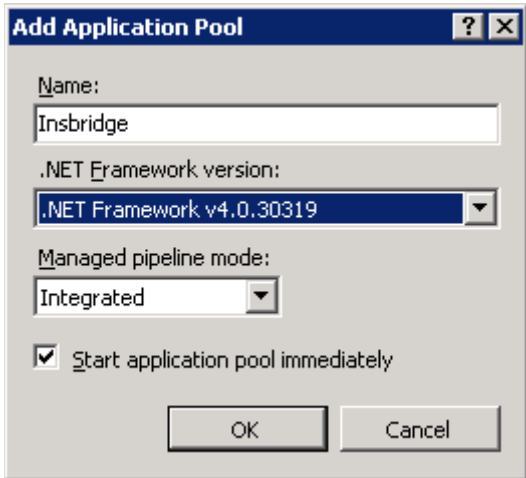 Add Application Pool
Name:
Insbridge
.NET Framework version:
.NET Framework v4.0.30319
Managed pipeline mode:
Integrated
Start application pool immediately
OK Cancel